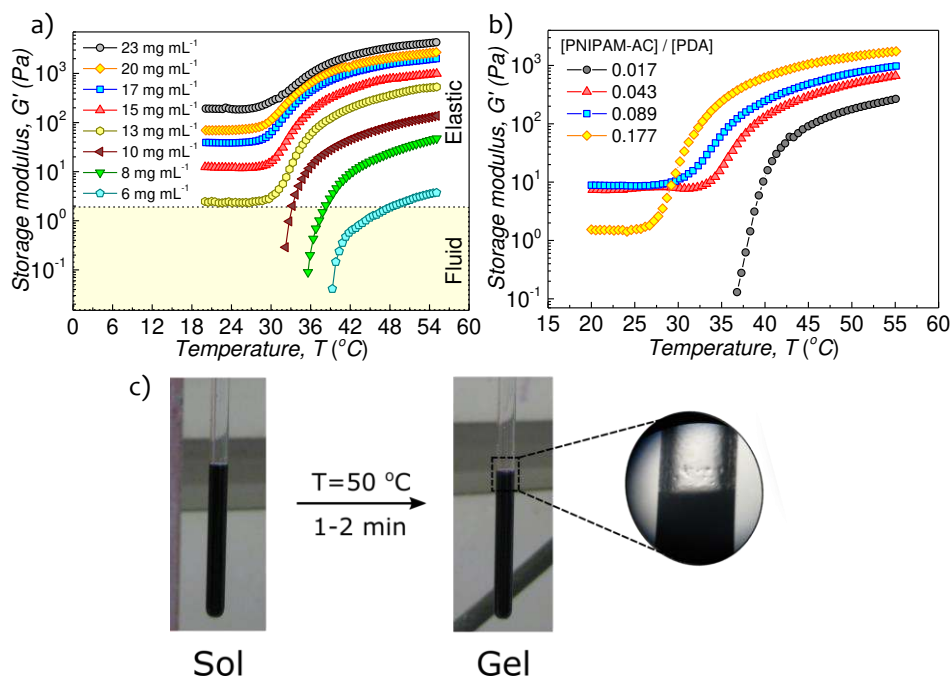 a)
Storage modulus, G' (Pa)
10³
10²
10¹
10⁰
10⁻¹
23 mg mL⁻¹
20 mg mL⁻¹
17 mg mL⁻¹
15 mg mL⁻¹
13 mg mL⁻¹
10 mg mL⁻¹
8 mg mL⁻¹
6 mg mL⁻¹
Elastic
Fluid
0 6 12 18 24 30 36 42 48 54 60
Temperature, T (°C)
b)
Storage modulus, G' (Pa)
10³
10²
10¹
10⁰
10⁻¹
[PNIPAM-AC] / [PDA]
0.017
0.043
0.089
0.177
15 20 25 30 35 40 45 50 55 60
Temperature, T (°C)
c)
T=50 °C
1-2 min
Sol
Gel